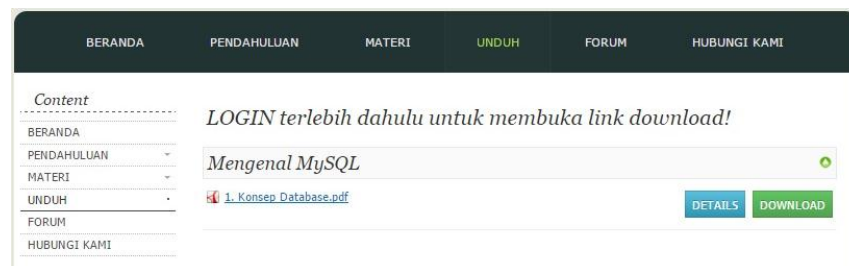 BERANDA PENDAHULUAN MATERI UNDUH FORUM HUBUNGI KAMI
Content
BERANDA
PENDAHULUAN
MATERI
UNDUH
FORUM
HUBUNGI KAMI
LOGIN terlebih dahulu untuk membuka link download!
Mengenal MySQL
1. Konsep Database.pdf DETAILS DOWNLOAD